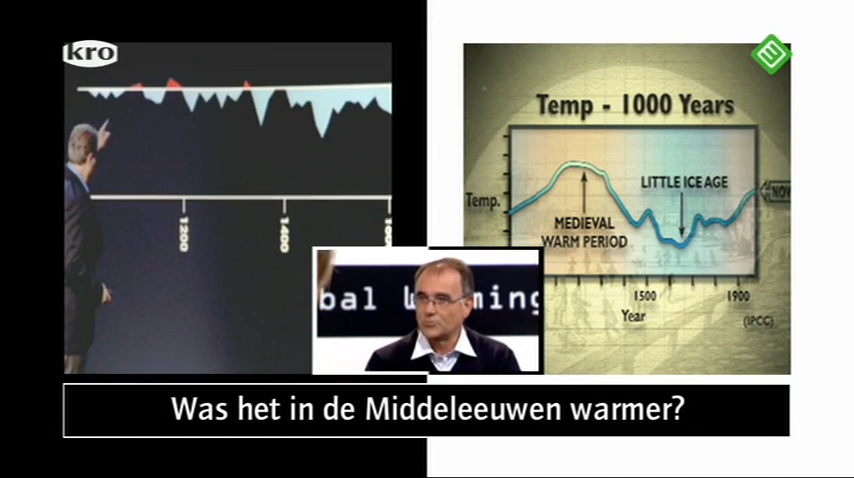 kro
1200
1400
1600
Temp - 1000 Years
Temp.
MEDIEVAL
WARM PERIOD
LITTLE ICE AGE
NOW
1500
1900
Year
(IPCC)
bal Warming
Was het in de Middeleeuwen warmer?